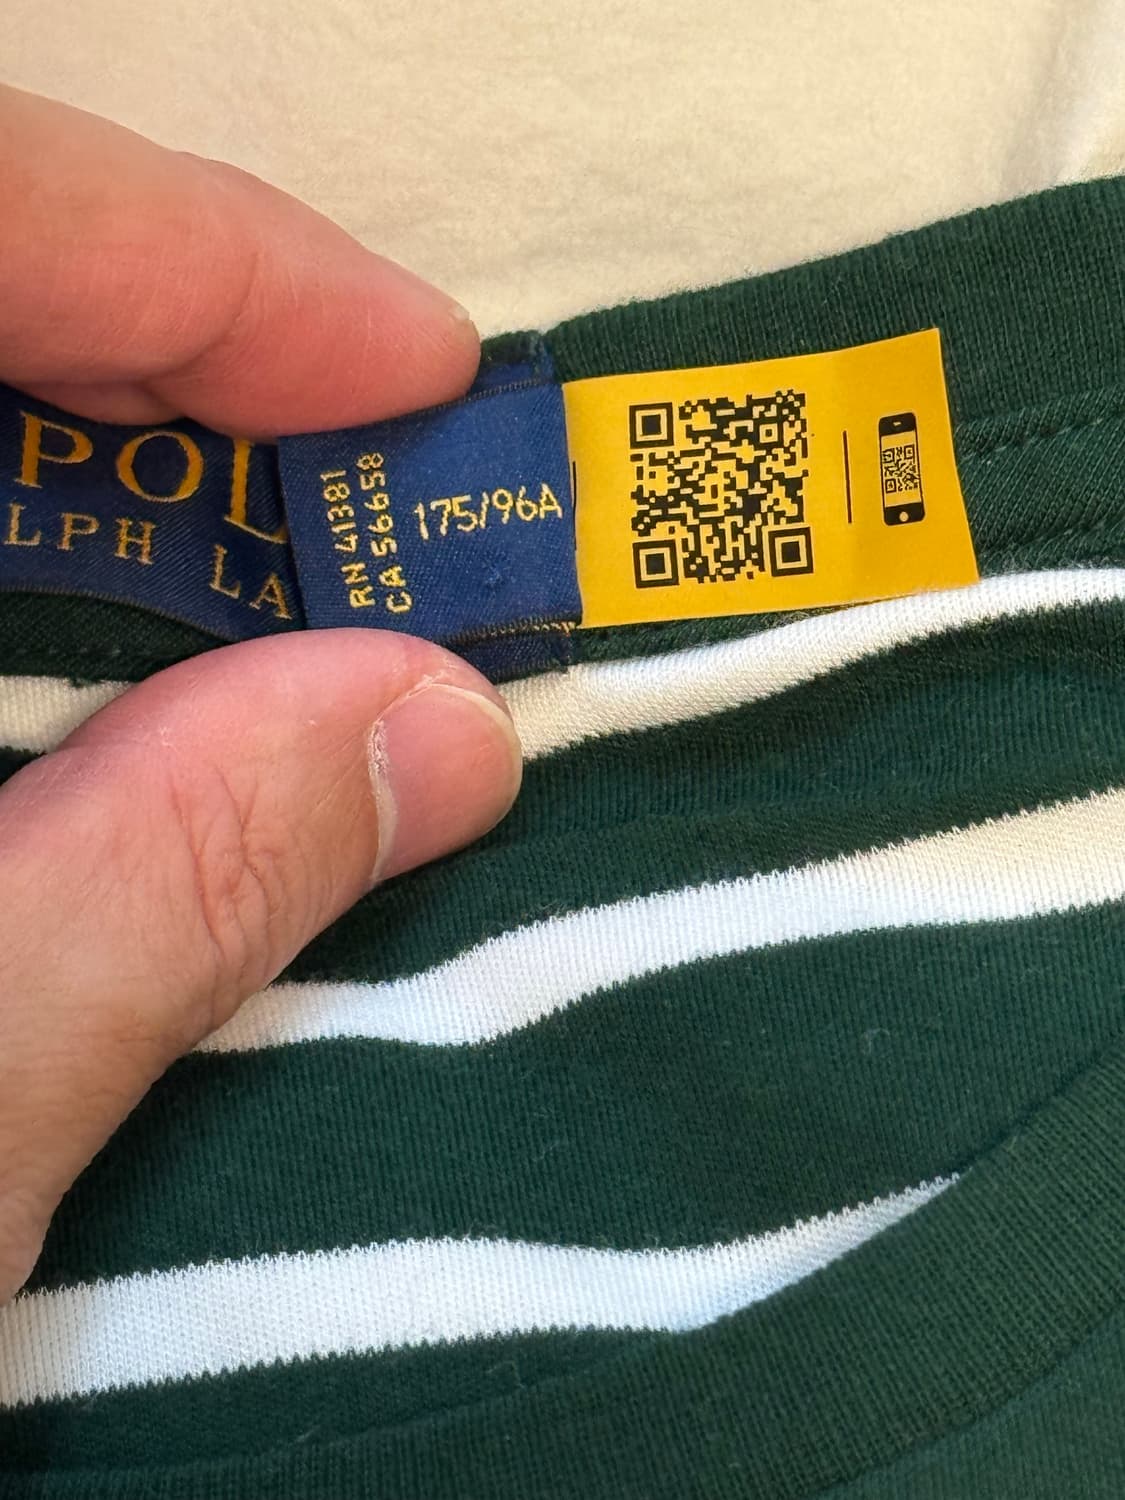 POL
LPH LA
RN 41381
CA 56658
175/96A